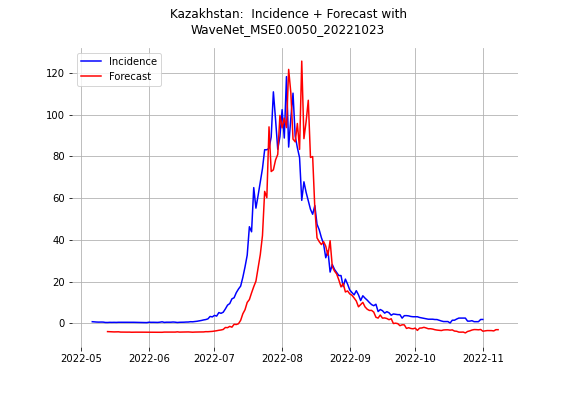 Kazakhstan:  Incidence + Forecast with
WaveNet_MSE0.0050_20221023
Incidence
Forecast
120
100
80
60
40
20
0
2022-05 2022-06 2022-07 2022-08 2022-09 2022-10 2022-11